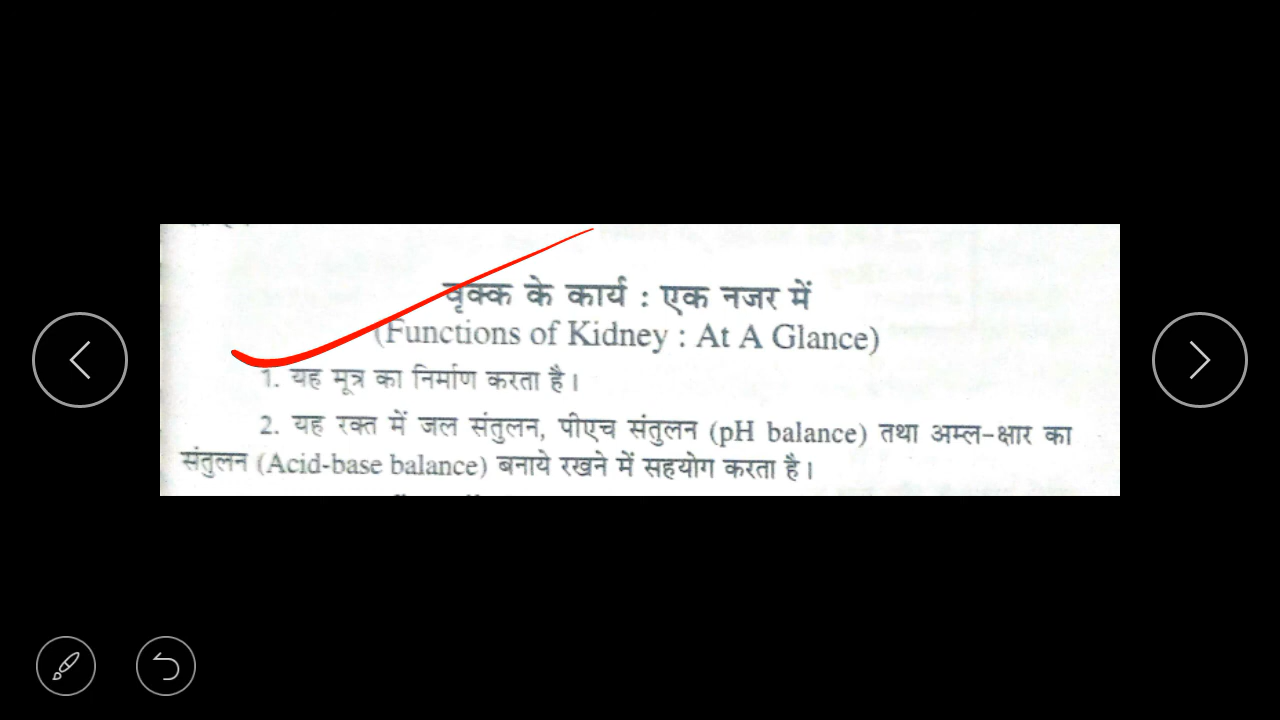 वृक्क के कार्य : एक नजर में
(Functions of Kidney : At A Glance)
1. यह मूत्र का निर्माण करता है।
2. यह रक्त में जल संतुलन, पीएच संतुलन (pH balance) तथा अम्ल-क्षार का
संतुलन (Acid-base balance) बनाये रखने में सहयोग करता है।